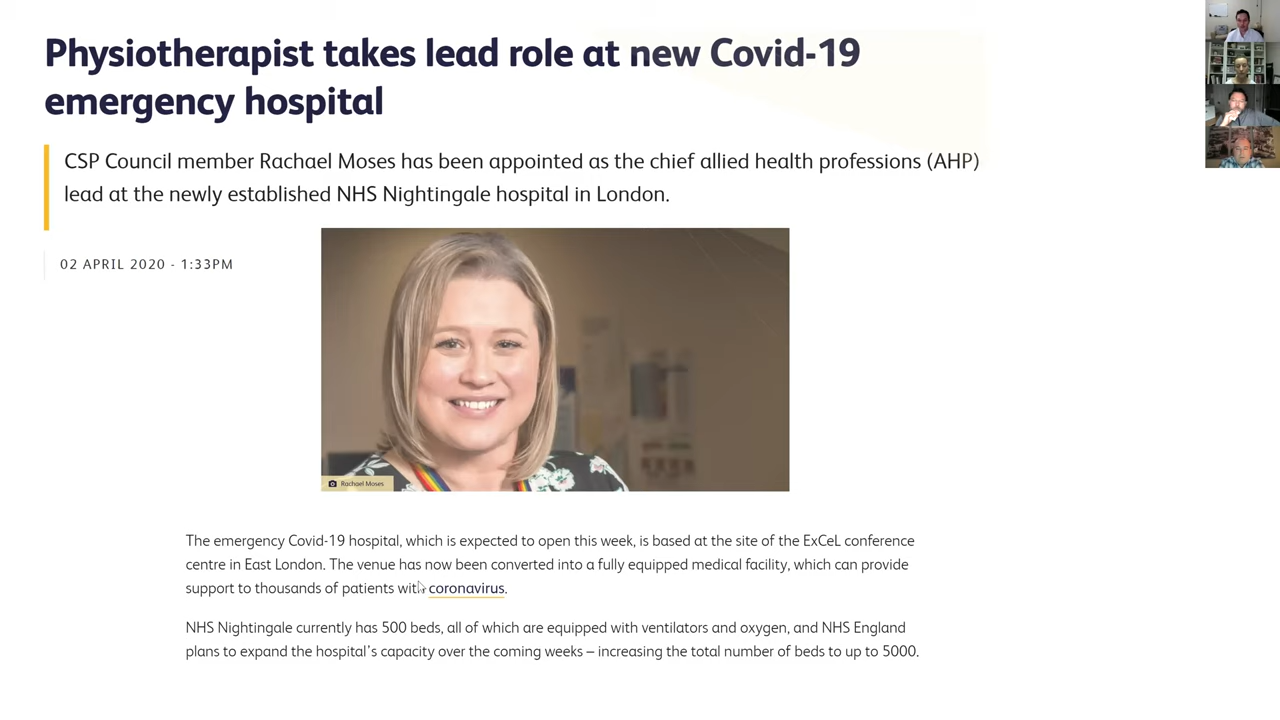 Physiotherapist takes lead role at new Covid-19
emergency hospital
CSP Council member Rachael Moses has been appointed as the chief allied health professions (AHP)
lead at the newly established NHS Nightingale hospital in London.
02 APRIL 2020 - 1:33PM
Rachael Moses
The emergency Covid-19 hospital, which is expected to open this week, is based at the site of the ExCeL conference
centre in East London. The venue has now been converted into a fully equipped medical facility, which can provide
support to thousands of patients with coronavirus.
NHS Nightingale currently has 500 beds, all of which are equipped with ventilators and oxygen, and NHS England
plans to expand the hospital's capacity over the coming weeks – increasing the total number of beds to up to 5000.